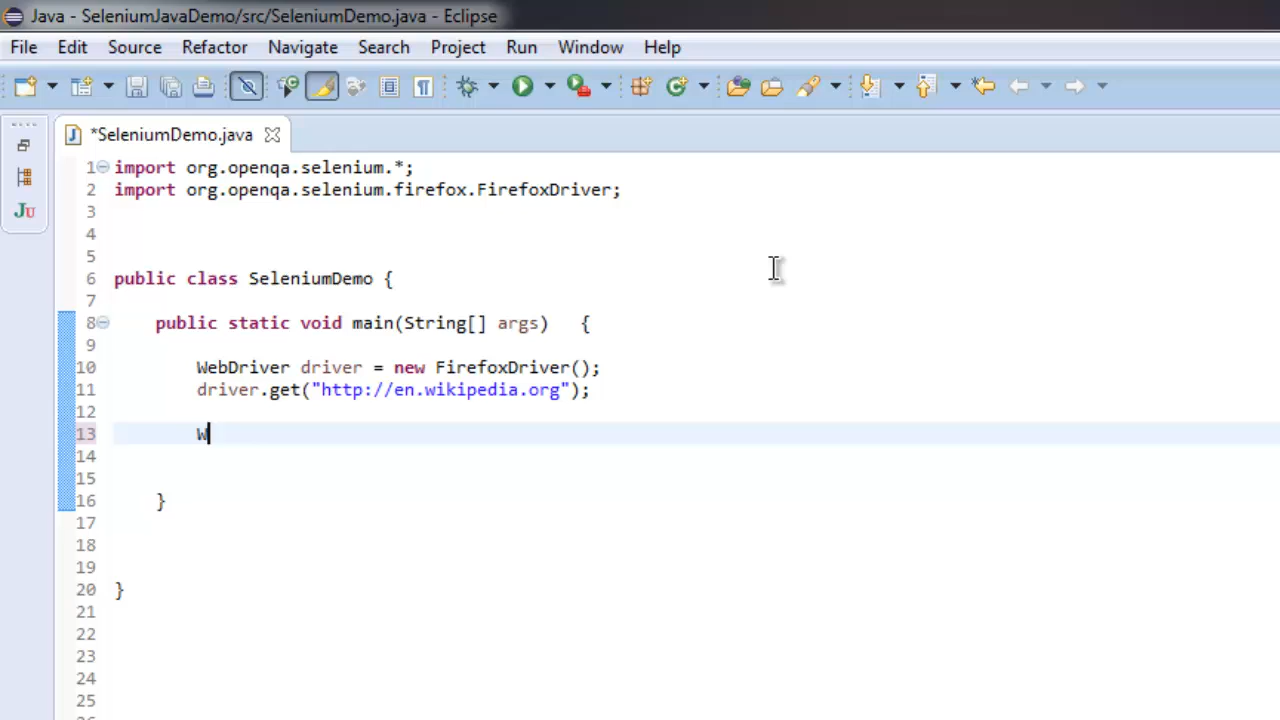 Java - SeleniumJavaDemo/src/SeleniumDemo.java - Eclipse
File Edit Source Refactor Navigate Search Project Run Window Help
*SeleniumDemo.java
1 import org.openqa.selenium.*;
2 import org.openqa.selenium.firefox.FirefoxDriver;
3
4
5
6 public class SeleniumDemo {
7
8 public static void main(String[] args) {
9
10 WebDriver driver = new FirefoxDriver();
11 driver.get("http://en.wikipedia.org");
12
13 W
14
15
16 }
17
18
19
20 }
21
22
23
24
25